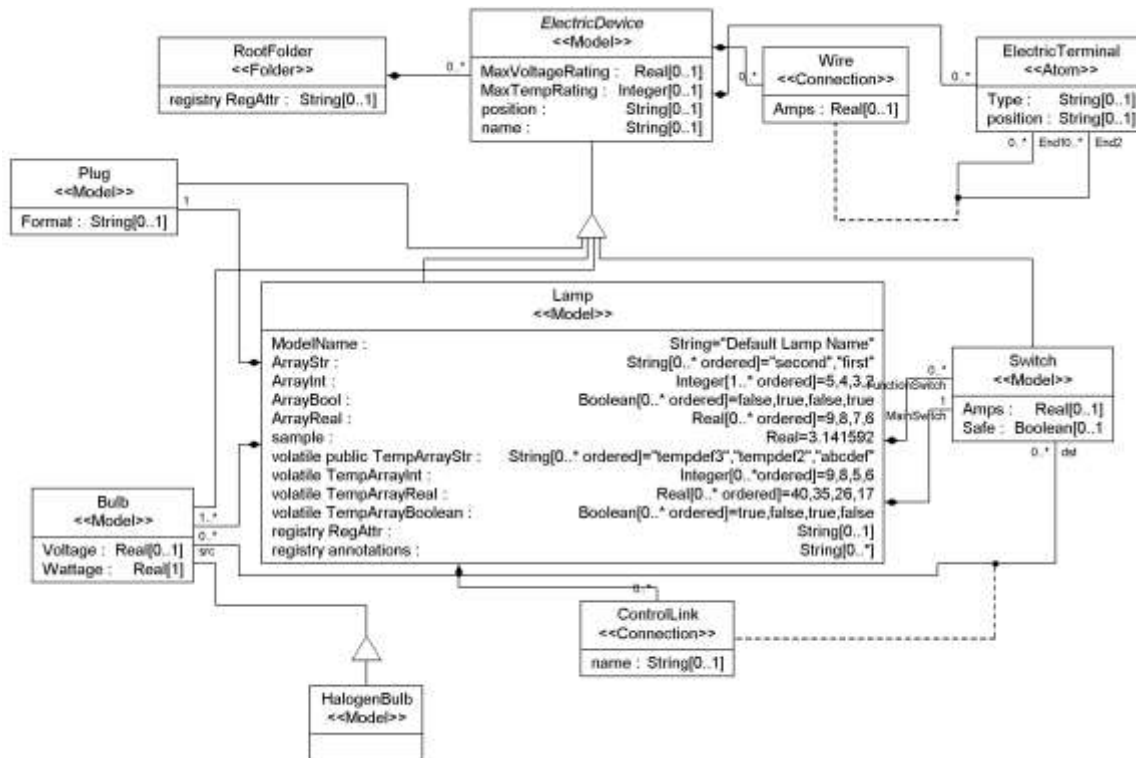 ElectricDevice
<<Model>>
MaxVoltageRating : Real[0..1]
MaxTempRating : Integer[0..1]
position : String[0..1]
name : String[0..1]
RootFolder
<<Folder>>
registry RegAttr : String[0..1]
0..*
Wire
<<Connection>>
Amps : Real[0..1]
0..*
ElectricTerminal
<<Atom>>
Type : String[0..1]
position : String[0..1]
0..*
0..* End1
0..* End2
Plug
<<Model>>
Format : String[0..1]
1
Lamp
<<Model>>
ModelName : String="Default Lamp Name"
ArrayStr : String[0..* ordered]="second","first"
ArrayInt : Integer[1..* ordered]=5,4,3,2
ArrayBool : Boolean[0..* ordered]=false,true,false,true
ArrayReal : Real[0..* ordered]=9,8,7,6
sample : Real=3.141592
volatile public TempArrayStr : String[0..* ordered]="tempdef3","tempdef2","abcdef"
volatile TempArrayInt : Integer[0..*ordered]=9,8,5,6
volatile TempArrayReal : Real[0..* ordered]=40,35,26,17
volatile TempArrayBoolean : Boolean[0..* ordered]=true,false,true,false
registry RegAttr : String[0..1]
registry annotations : String[0..*]
0..*
FunctionSwitch
1
MainSwitch
Switch
<<Model>>
Amps : Real[0..1]
Safe : Boolean[0..1
0..* dst
Bulb
<<Model>>
Voltage : Real[0..1]
Wattage : Real[1]
1..*
0..*
src
0..*
ControlLink
<<Connection>>
name : String[0..1]
HalogenBulb
<<Model>>